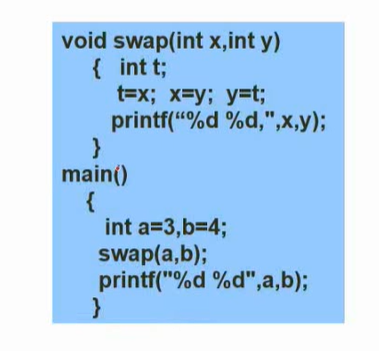 void swap(int x,int y)
{ int t;
t=x; x=y; y=t;
printf(“%d %d,",x,y);
}
main()
{
int a=3,b=4;
swap(a,b);
printf("%d %d",a,b);
}